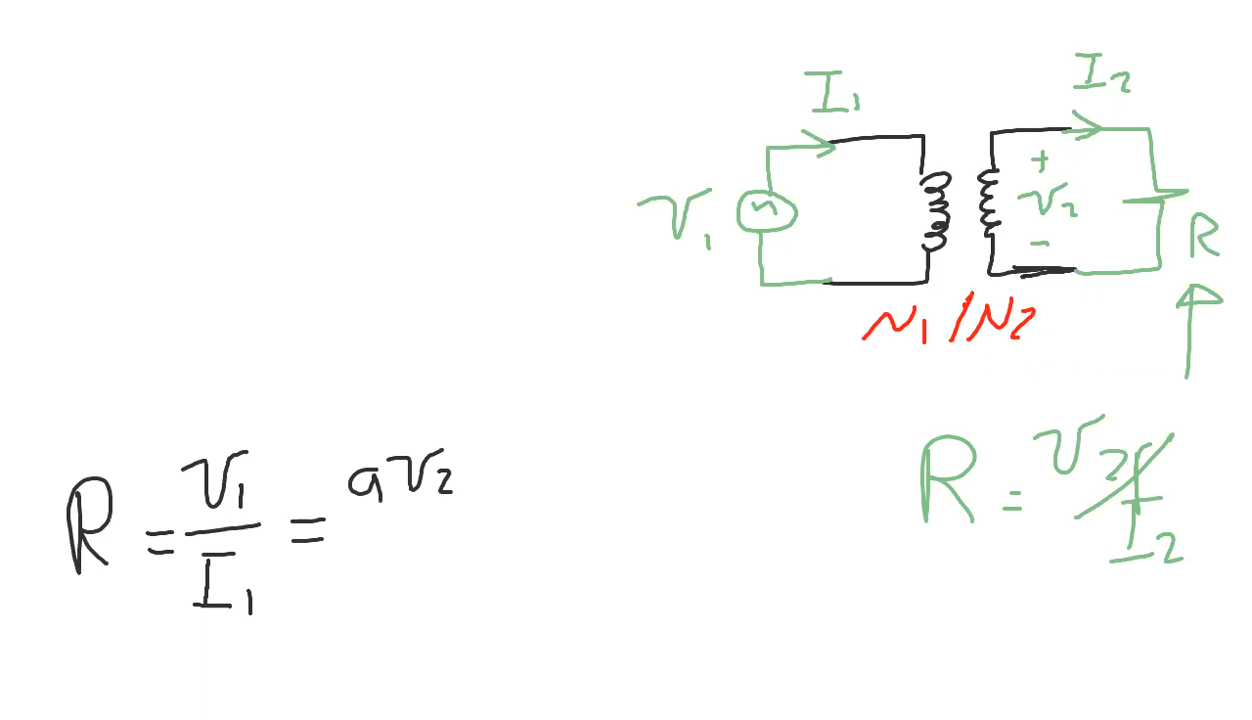 I₁
I₂
V₁
+
V₂
-
R
N1/N2
R = V₁/I₁ = aV₂
R = V₂/I₂